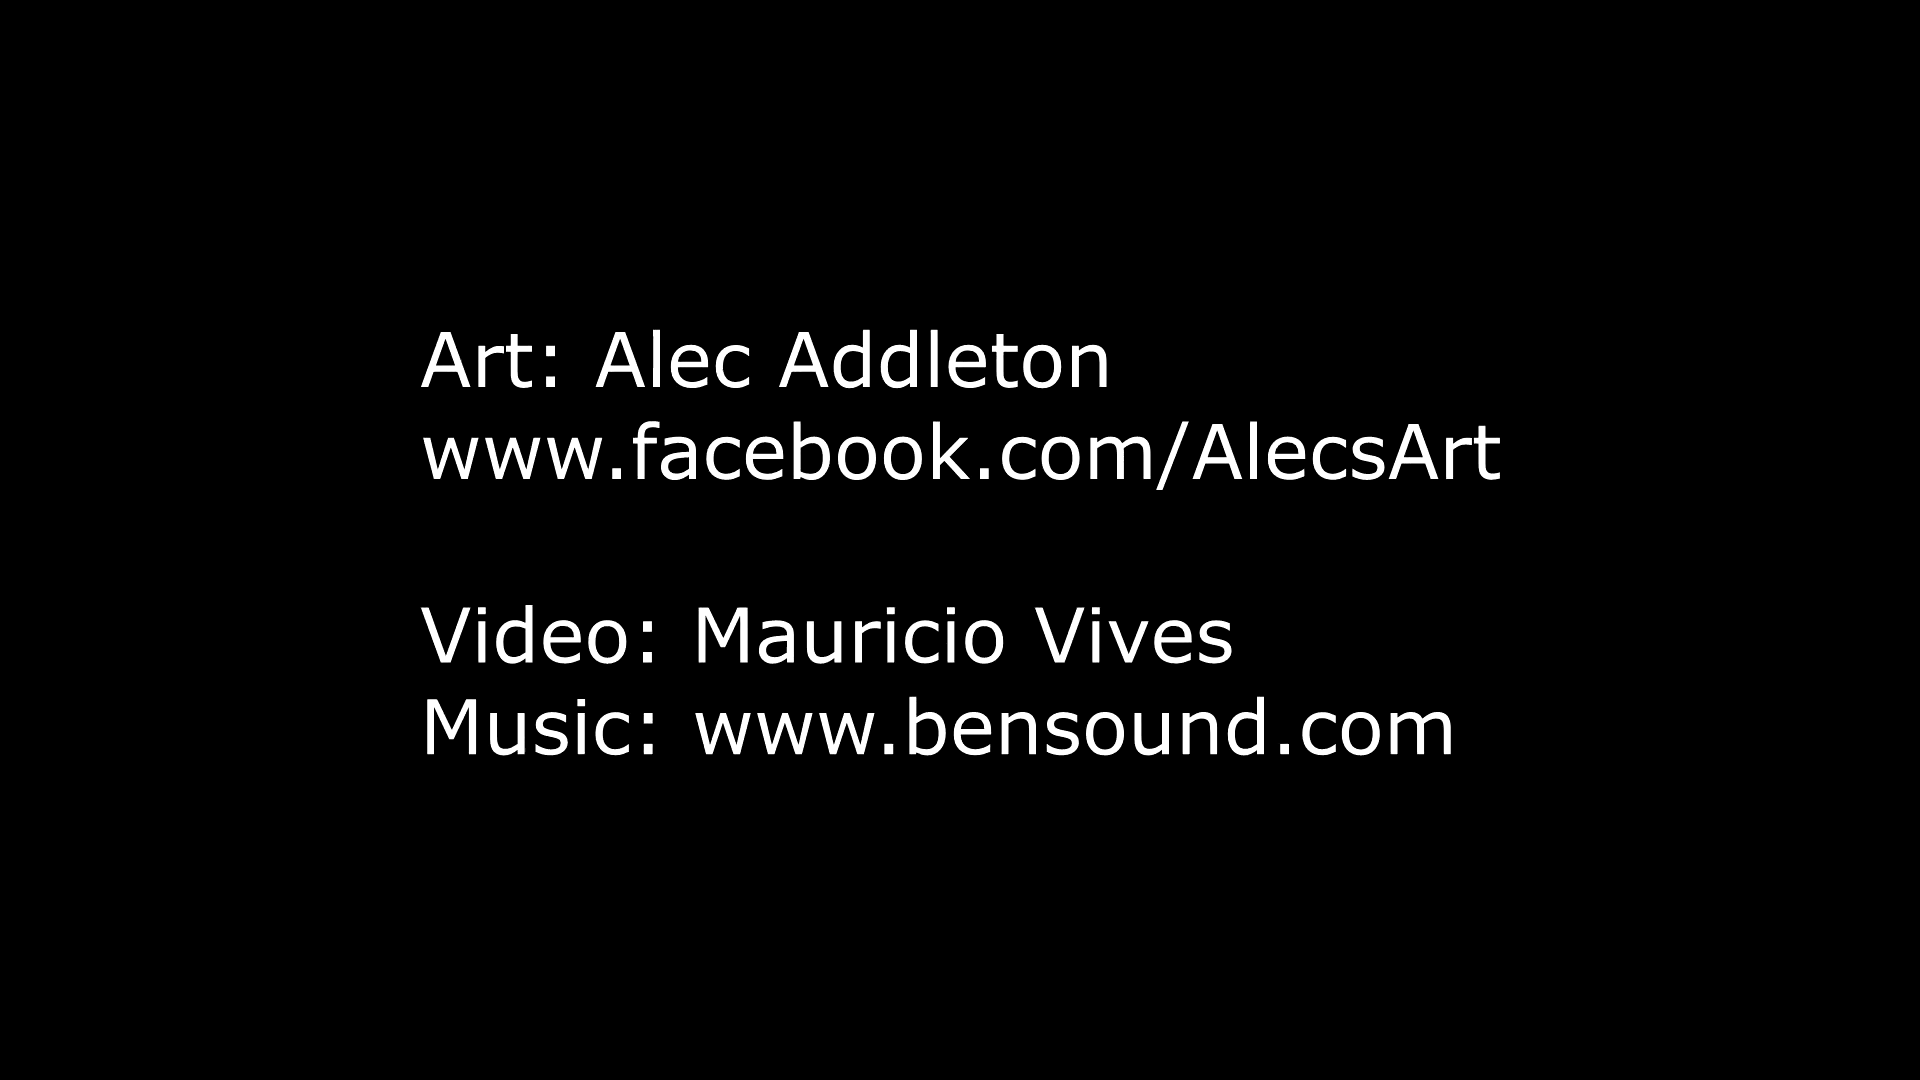 Art: Alec Addleton
www.facebook.com/AlecsArt
Video: Mauricio Vives
Music: www.bensound.com